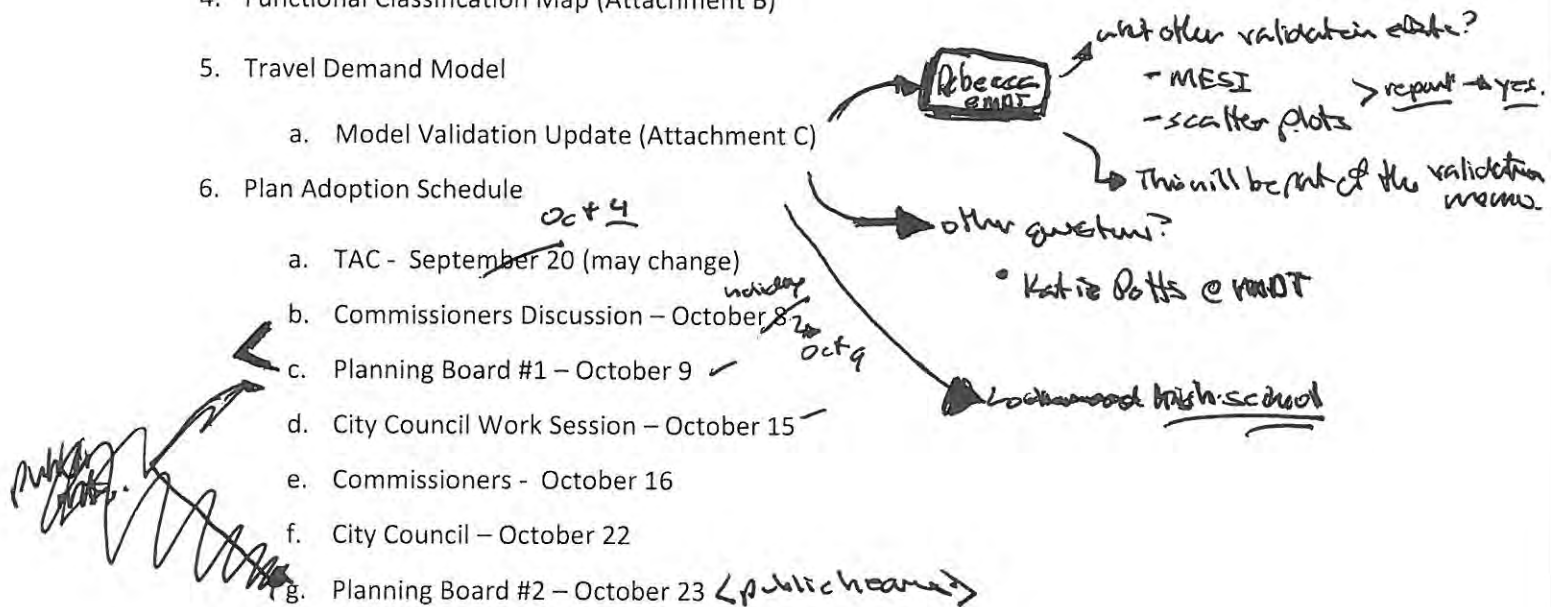 4. Functional Classification Map (Attachment B)
5. Travel Demand Model
a. Model Validation Update (Attachment C)
Rebecca
@MDT
what other validation exists?
- MESI
- scatter plots > report → yes.
This will be part of the validation memo.
other questions?
• Katie Potts @ MDT
Lockwood high school
6. Plan Adoption Schedule
Oct 4
a. TAC - September 20 (may change)
holiday
b. Commissioners Discussion – October 8
Oct 9
c. Planning Board #1 – October 9
d. City Council Work Session – October 15
e. Commissioners - October 16
f. City Council – October 22
g. Planning Board #2 – October 23 <public hearing>
public